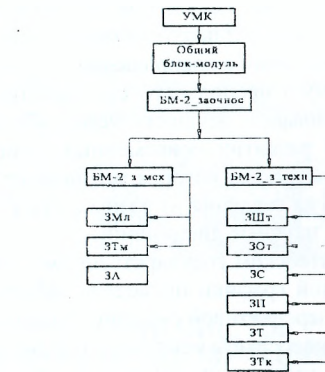 УМК
Общий
блок-модуль
БМ-2_заочное
БМ-2_з_мех
БМ-2_з_техн
ЗМл
ЗТм
ЗА
ЗШт
ЗОт
ЗС
ЗП
ЗТ
ЗТк